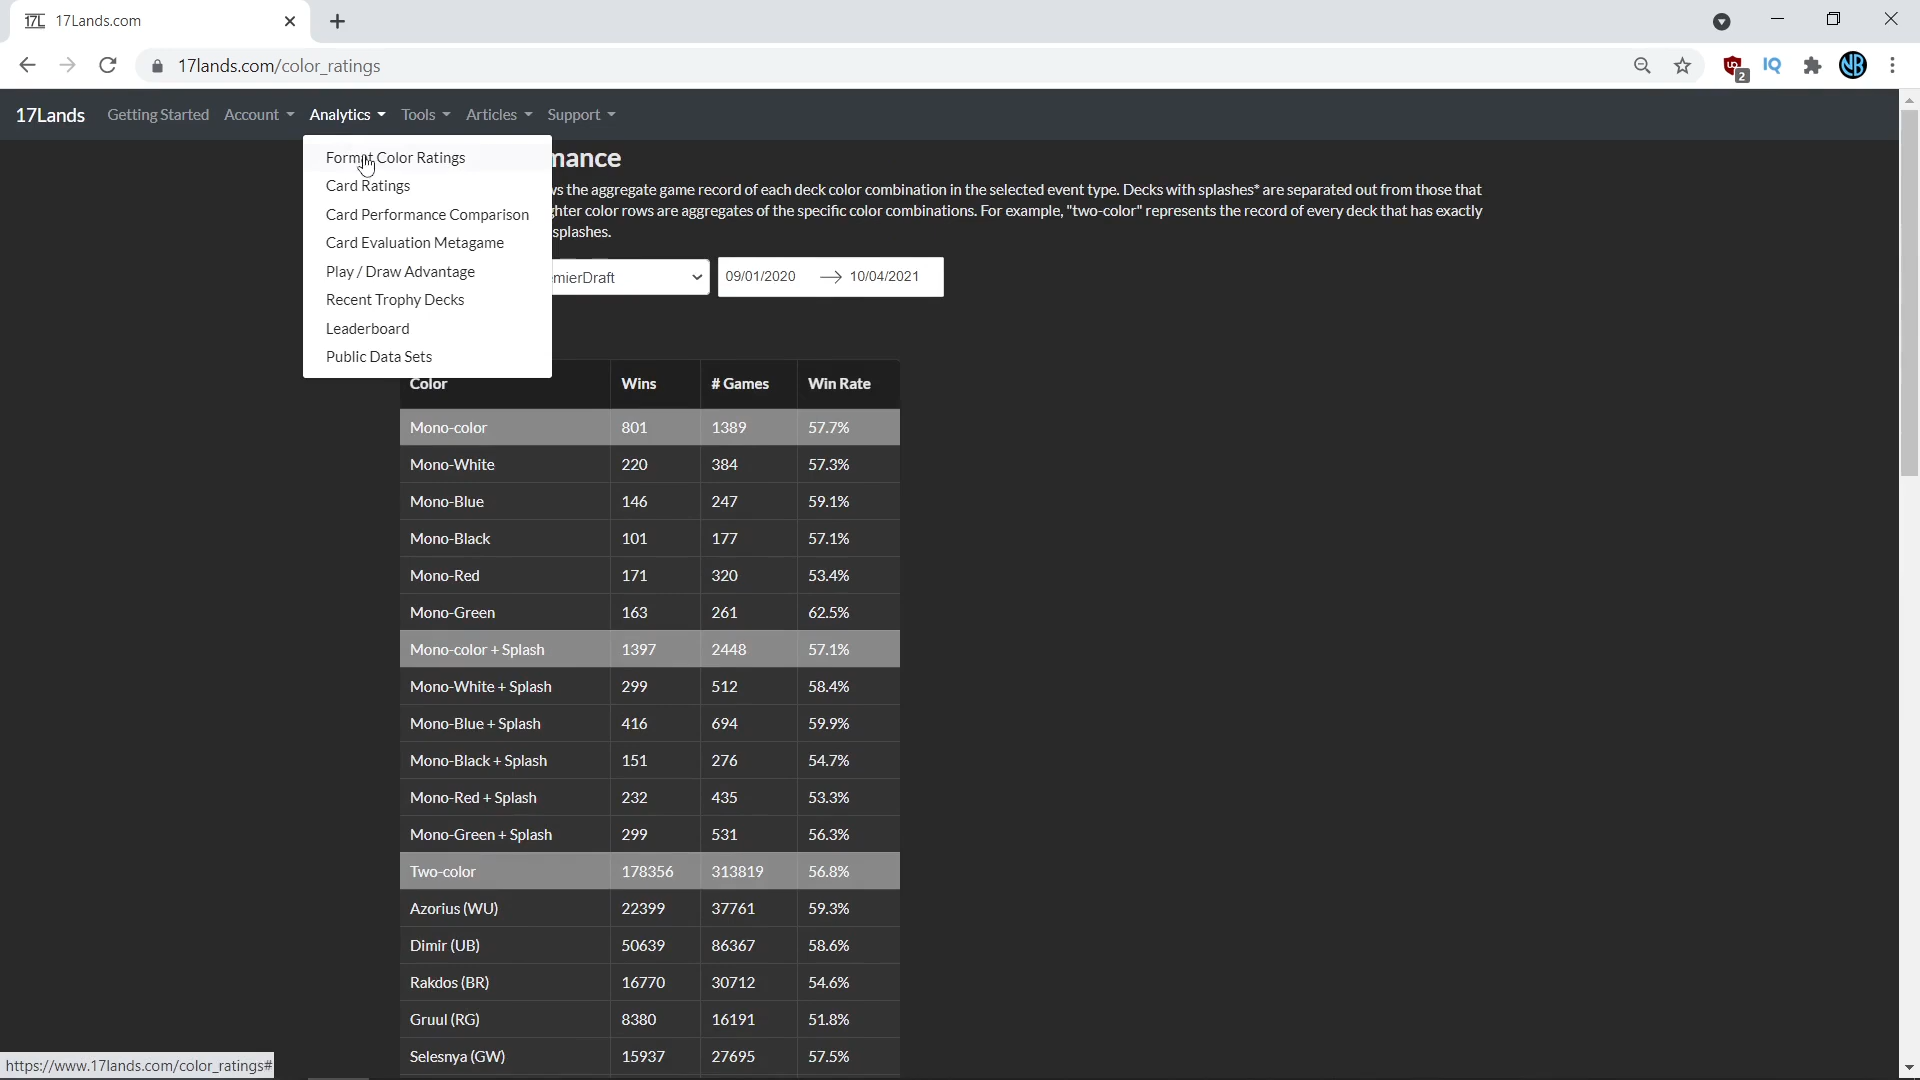 17L 17Lands.com
17lands.com/color_ratings
2
IQ
NB
17Lands Getting Started Account Analytics Tools Articles Support
Format Color Ratings
Card Ratings
Card Performance Comparison
Card Evaluation Metagame
Play / Draw Advantage
Recent Trophy Decks
Leaderboard
Public Data Sets
mance
the aggregate game record of each deck color combination in the selected event type. Decks with splashes* are separated out from those that
color rows are aggregates of the specific color combinations. For example, "two-color" represents the record of every deck that has exactly
splashes.
emierDraft 09/01/2020 10/04/2021
Color Wins # Games Win Rate
Mono-color 801 1389 57.7%
Mono-White 220 384 57.3%
Mono-Blue 146 247 59.1%
Mono-Black 101 177 57.1%
Mono-Red 171 320 53.4%
Mono-Green 163 261 62.5%
Mono-color + Splash 1397 2448 57.1%
Mono-White + Splash 299 512 58.4%
Mono-Blue + Splash 416 694 59.9%
Mono-Black + Splash 151 276 54.7%
Mono-Red + Splash 232 435 53.3%
Mono-Green + Splash 299 531 56.3%
Two-color 178356 313819 56.8%
Azorius (WU) 22399 37761 59.3%
Dimir (UB) 50639 86367 58.6%
Rakdos (BR) 16770 30712 54.6%
Gruul (RG) 8380 16191 51.8%
Selesnya (GW) 15937 27695 57.5%
https://www.17lands.com/color_ratings#